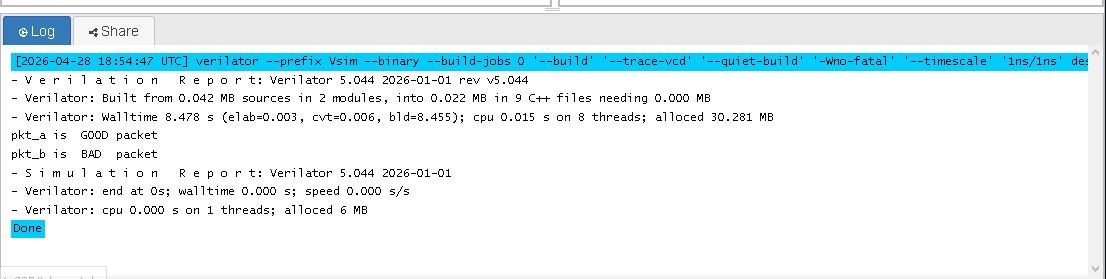 Log
Share
[2026-04-28 18:54:47 UTC] verilator --prefix Vsim --binary --build-jobs 0 '--build' '--trace-vcd' '--quiet-build' '-Wno-fatal' '--timescale' '1ns/1ns' des
- V e r i l a t i o n   R e p o r t: Verilator 5.044 2026-01-01 rev v5.044
- Verilator: Built from 0.042 MB sources in 2 modules, into 0.022 MB in 9 C++ files needing 0.000 MB
- Verilator: Walltime 8.478 s (elab=0.003, cvt=0.006, bld=8.455); cpu 0.015 s on 8 threads; alloced 30.281 MB
pkt_a is  GOOD packet
pkt_b is  BAD  packet
- S i m u l a t i o n   R e p o r t: Verilator 5.044 2026-01-01
- Verilator: end at 0s; walltime 0.000 s; speed 0.000 s/s
- Verilator: cpu 0.000 s on 1 threads; alloced 6 MB
Done